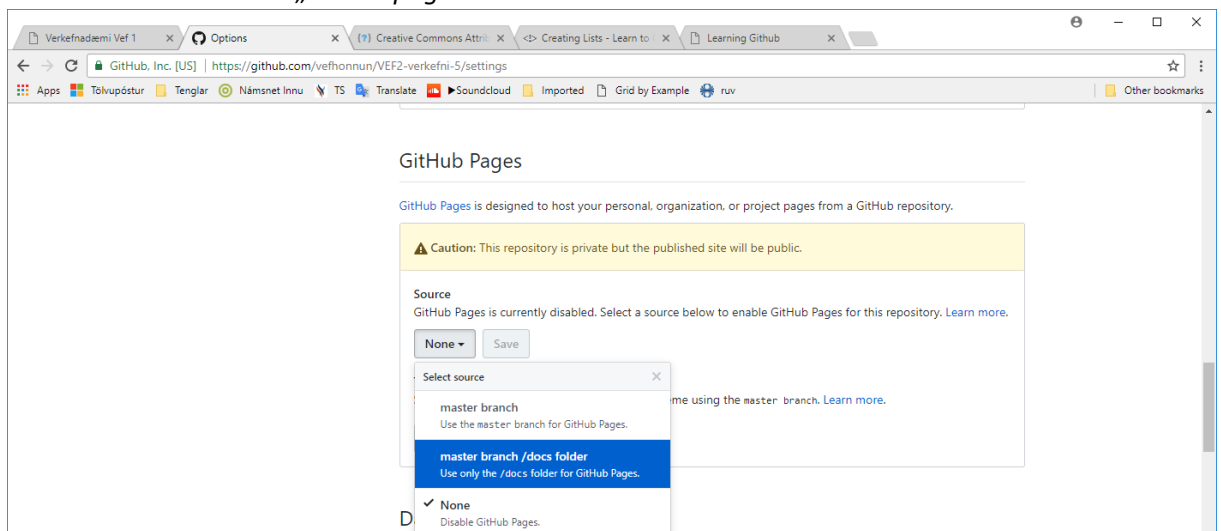 Verkefnadæmi Vef 1
Options
Creative Commons Attrib
Creating Lists - Learn to
Learning Github
GitHub, Inc. [US] | https://github.com/vefhonnun/VEF2-verkefni-5/settings
Apps Tölvupóstur Tenglar Námsnet Innu TS Translate ►Soundcloud Imported Grid by Example ruv Other bookmarks
GitHub Pages
GitHub Pages is designed to host your personal, organization, or project pages from a GitHub repository.
Caution: This repository is private but the published site will be public.
Source
GitHub Pages is currently disabled. Select a source below to enable GitHub Pages for this repository. Learn more.
None Save
Select source
master branch
Use the master branch for GitHub Pages.
me using the master branch. Learn more.
master branch /docs folder
Use only the /docs folder for GitHub Pages.
✓ None
Disable GitHub Pages.